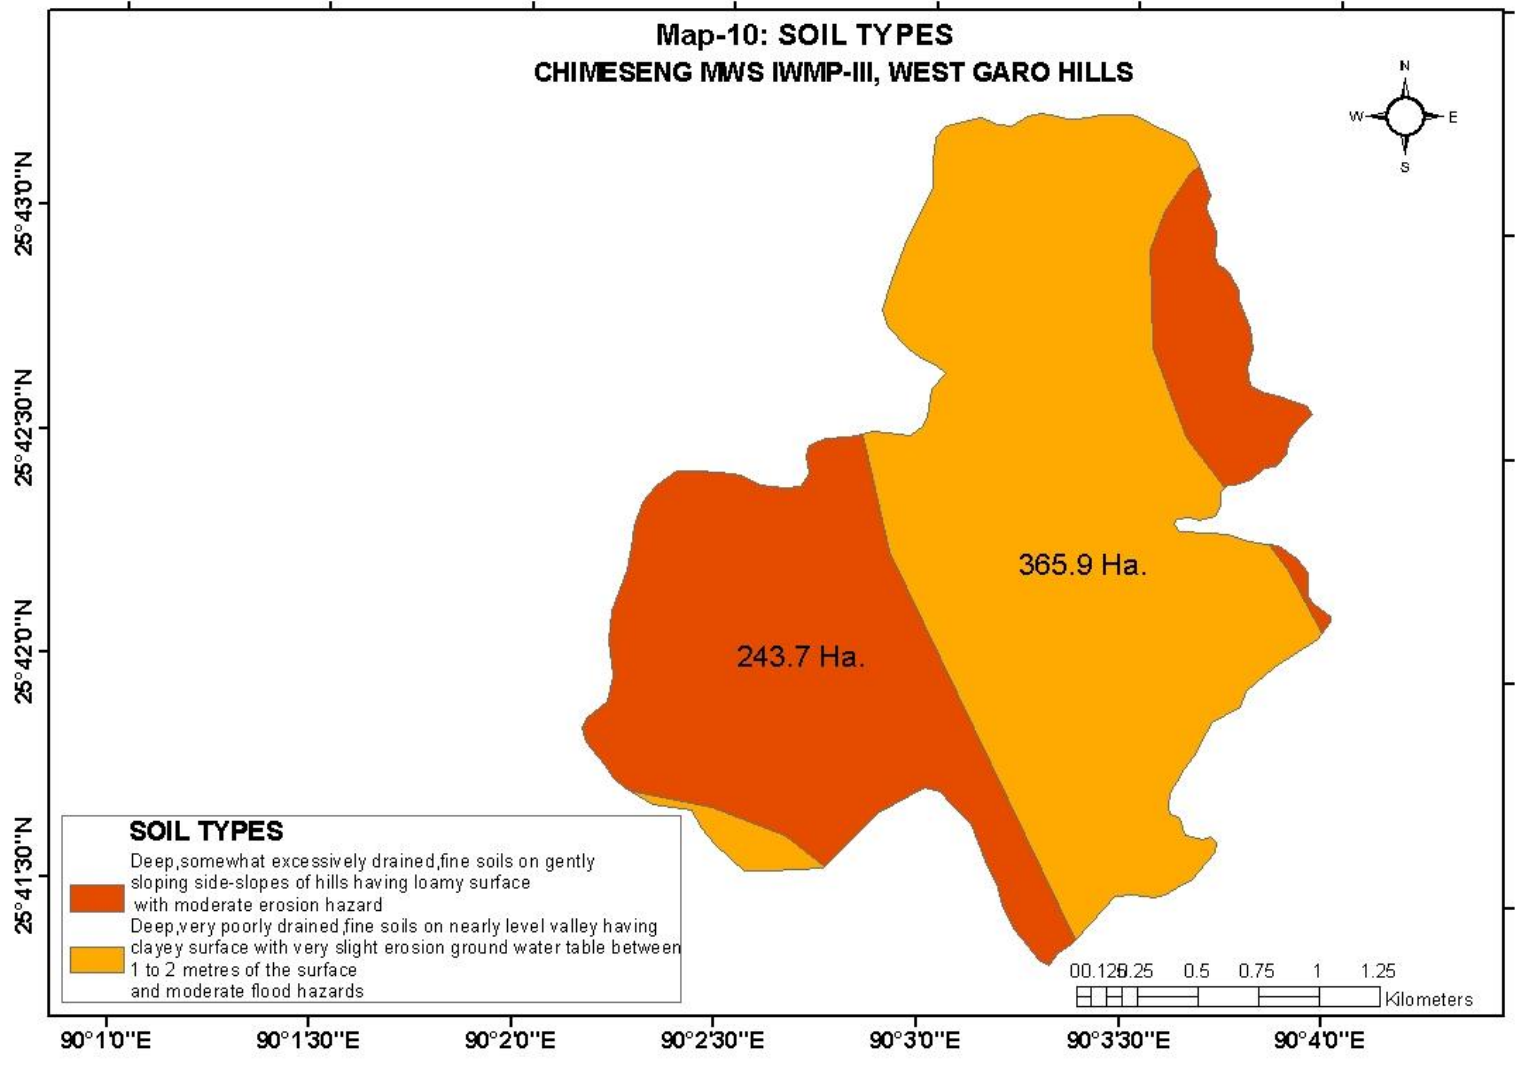 Map-10: SOIL TYPES
CHIMESENG MWS IWMP-III, WEST GARO HILLS
N
W E
S
25°43'0"N
25°42'30"N
25°42'0"N
25°41'30"N
365.9 Ha.
243.7 Ha.
SOIL TYPES
Deep,somewhat excessively drained,fine soils on gently
sloping side-slopes of hills having loamy surface
with moderate erosion hazard
Deep,very poorly drained,fine soils on nearly level valley having
clayey surface with very slight erosion ground water table between
1 to 2 metres of the surface
and moderate flood hazards
0 0.125 0.25 0.5 0.75 1 1.25
Kilometers
90°1'0"E 90°1'30"E 90°2'0"E 90°2'30"E 90°3'0"E 90°3'30"E 90°4'0"E